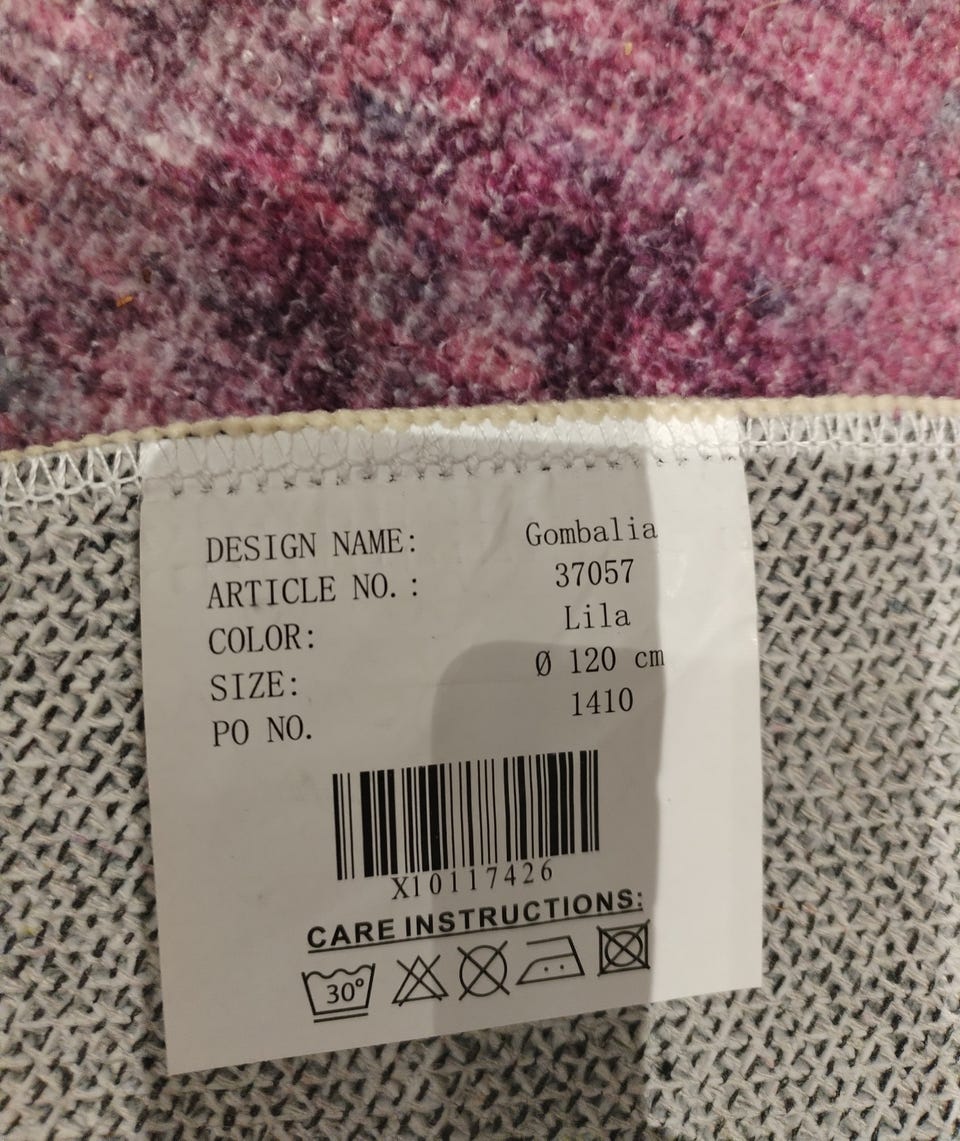 DESIGN NAME: Gombalia
ARTICLE NO.: 37057
COLOR: Lila
SIZE: Ø 120 cm
PO NO. 1410
X10117426
CARE INSTRUCTIONS:
30°